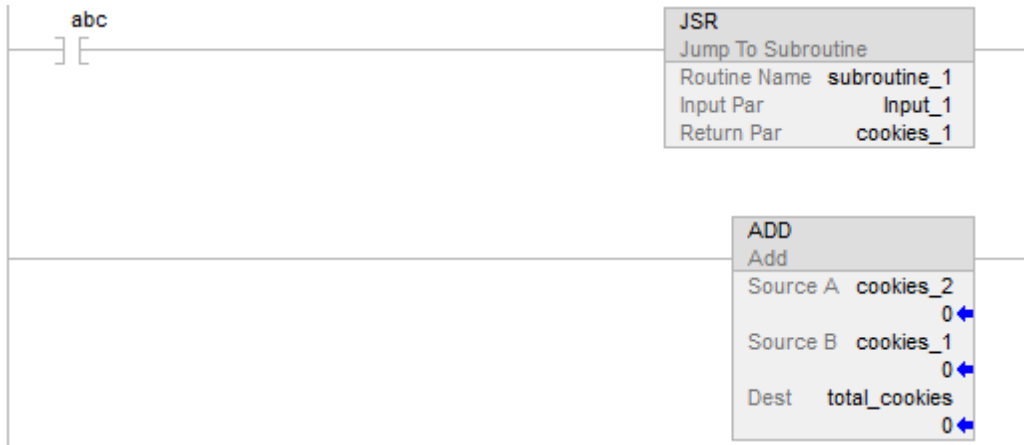 abc
JSR
Jump To Subroutine
Routine Name subroutine_1
Input Par Input_1
Return Par cookies_1
ADD
Add
Source A cookies_2
0
Source B cookies_1
0
Dest total_cookies
0